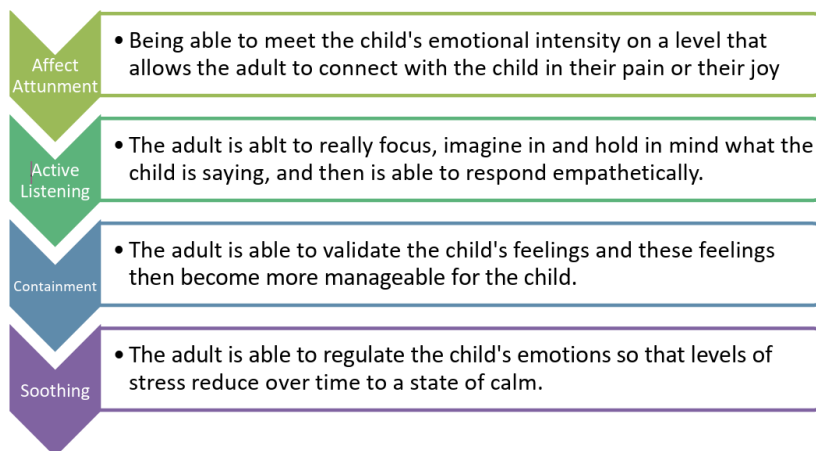 Affect
Attunment
• Being able to meet the child's emotional intensity on a level that
allows the adult to connect with the child in their pain or their joy
Active
Listening
• The adult is ablt to really focus, imagine in and hold in mind what the
child is saying, and then is able to respond empathetically.
Containment
• The adult is able to validate the child's feelings and these feelings
then become more manageable for the child.
Soothing
• The adult is able to regulate the child's emotions so that levels of
stress reduce over time to a state of calm.